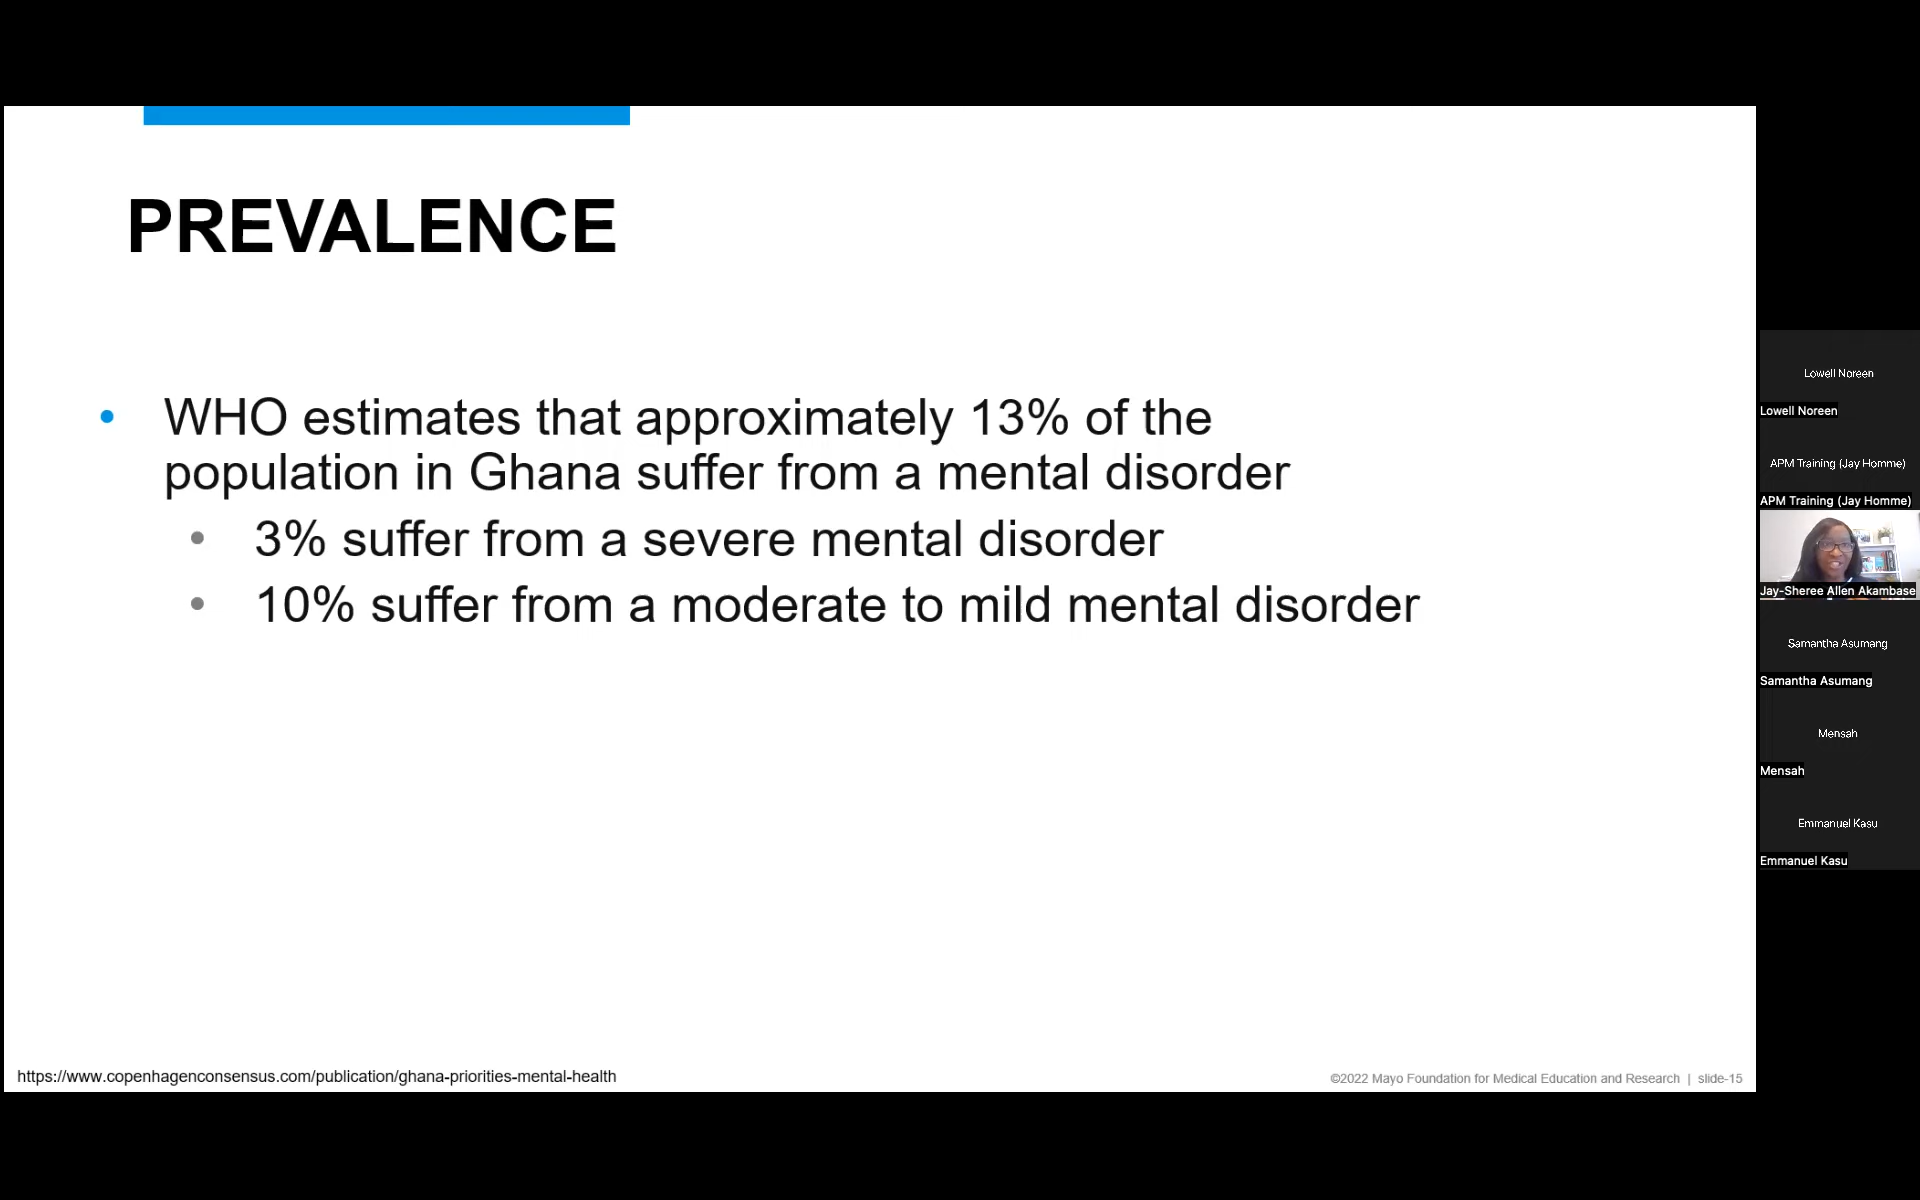 PREVALENCE
• WHO estimates that approximately 13% of the
population in Ghana suffer from a mental disorder
• 3% suffer from a severe mental disorder
• 10% suffer from a moderate to mild mental disorder
https://www.copenhagenconsensus.com/publication/ghana-priorities-mental-health
©2022 Mayo Foundation for Medical Education and Research | slide-15
Lowell Noreen
Lowell Noreen
APM Training (Jay Homme)
APM Training (Jay Homme)
Jay-Sheree Allen Akambase
Samantha Asumang
Samantha Asumang
Mensah
Mensah
Emmanuel Kasu
Emmanuel Kasu